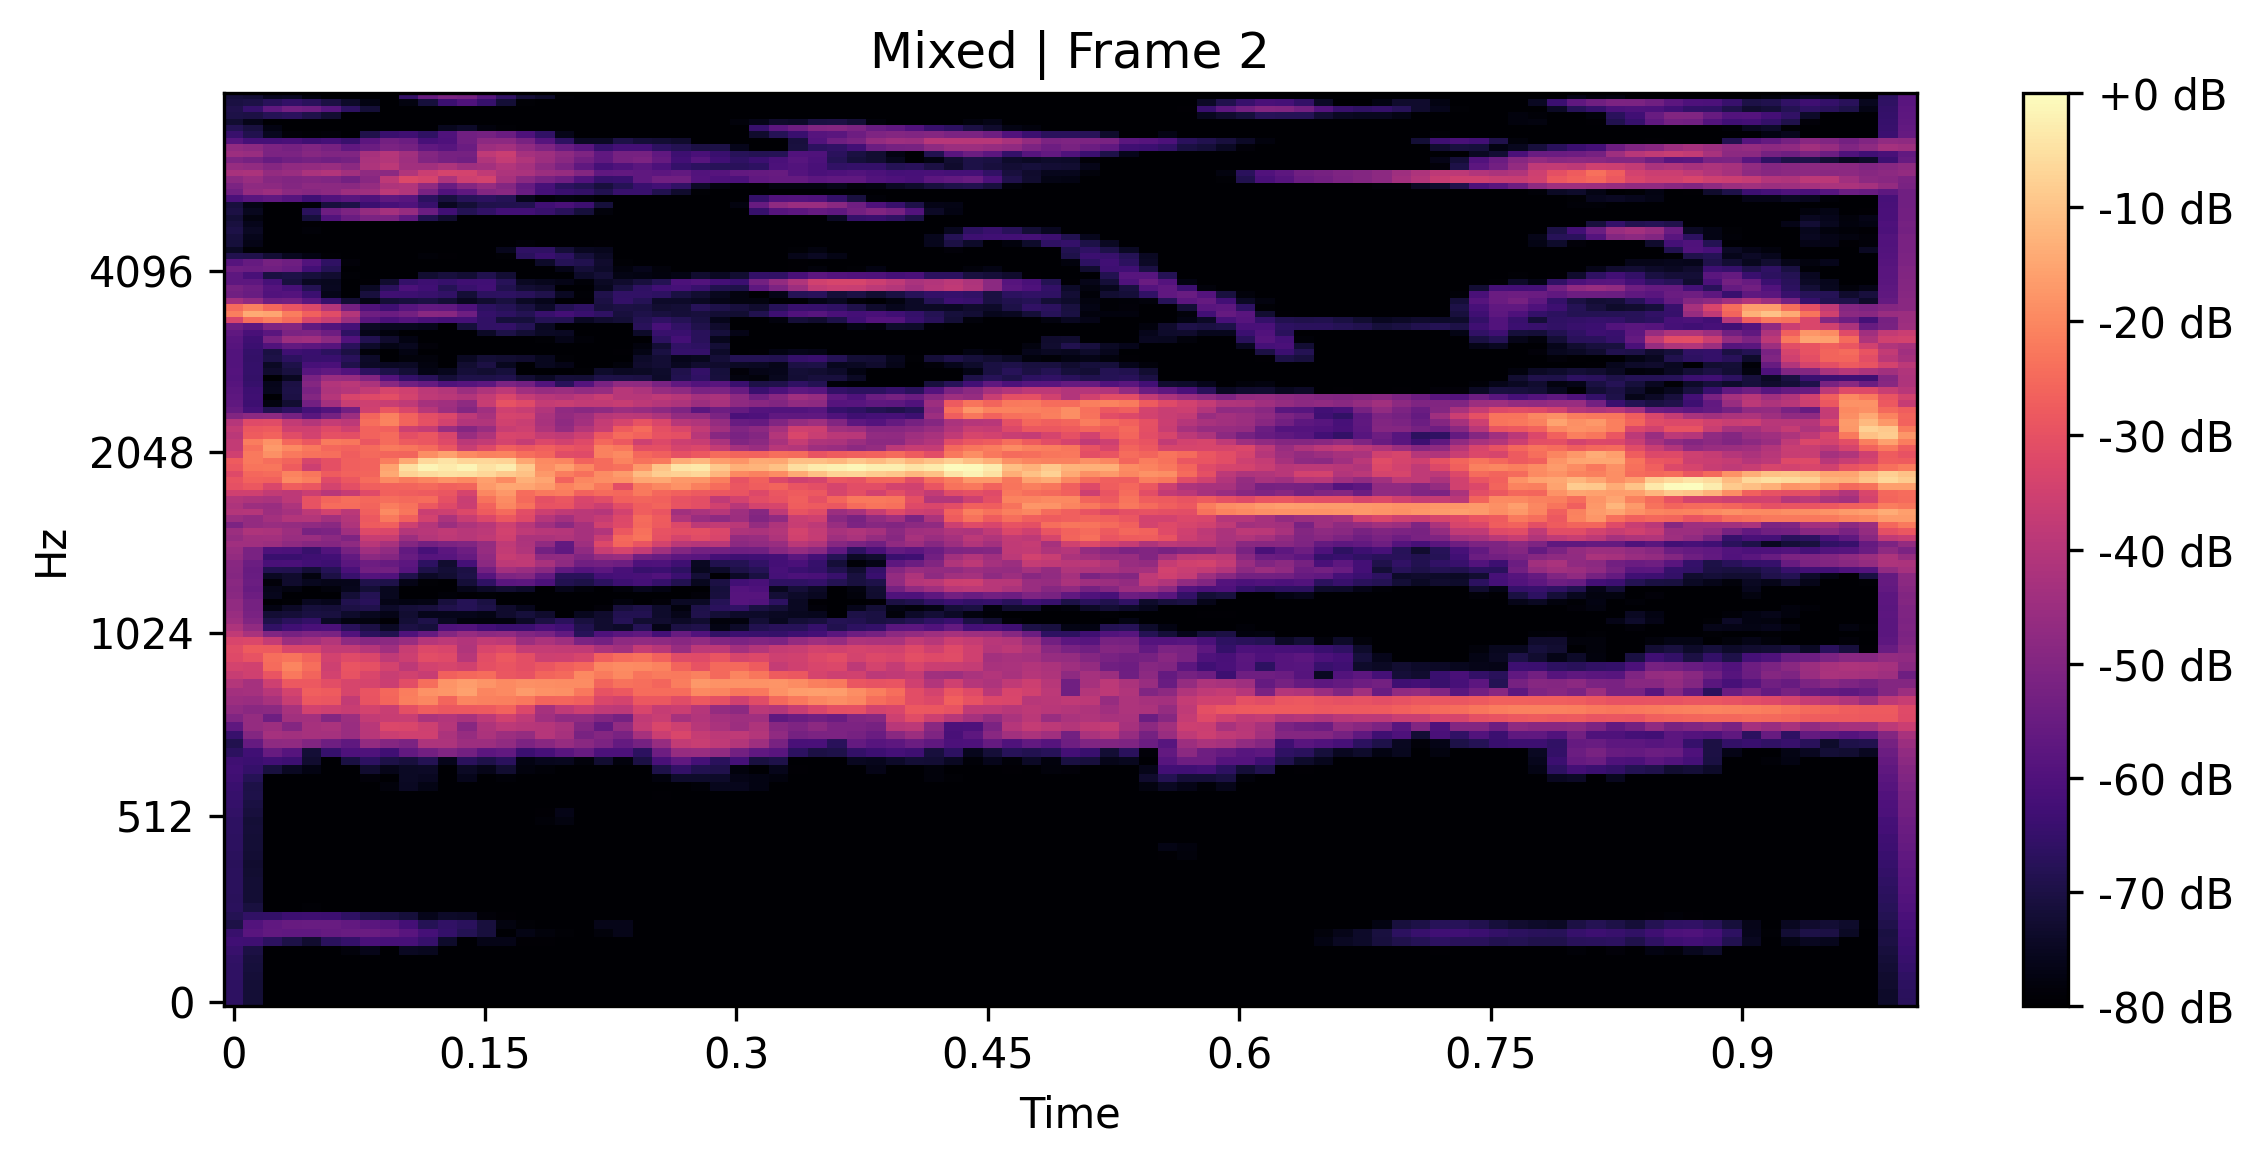 Mixed | Frame 2
+0 dB
-10 dB
-20 dB
-30 dB
-40 dB
-50 dB
-60 dB
-70 dB
-80 dB
Hz
4096
2048
1024
512
0
0 0.15 0.3 0.45 0.6 0.75 0.9
Time